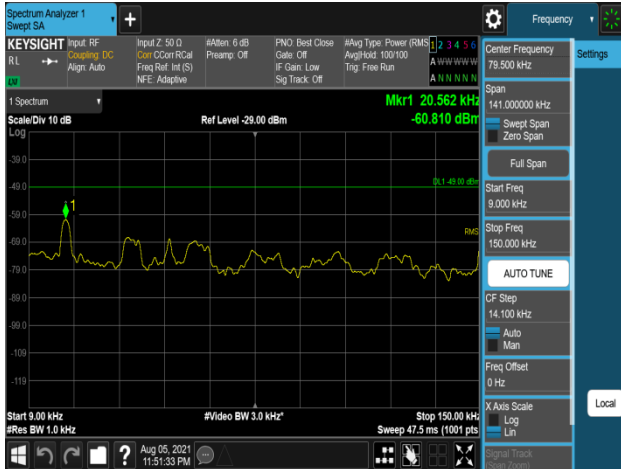 Spectrum Analyzer 1
Swept SA
Frequency
KEYSIGHT
Input: RF
Coupling: DC
Align: Auto
Input Z: 50 Ω
Corr CCorr RCal
Freq Ref: Int (S)
NFE: Adaptive
#Atten: 6 dB
Preamp: Off
PNO: Best Close
Gate: Off
IF Gain: Low
Sig Track: Off
#Avg Type: Power (RMS
Avg|Hold: 100/100
Trig: Free Run
1 2 3 4 5 6
A W W W W W
A N N N N N
R L
LU
1 Spectrum
Scale/Div 10 dB
Ref Level -29.00 dBm
Mkr1 20.562 kHz
-60.810 dBm
Log
-39.0
-49.0
DL1 -49.00 dBm
-59.0
1
RMS
-69.0
-79.0
-89.0
-99.0
-109
-119
Start 9.00 kHz
#Video BW 3.0 kHz*
Stop 150.00 kHz
#Res BW 1.0 kHz
Sweep 47.5 ms (1001 pts
?
Aug 05, 2021
11:51:33 PM
Center Frequency
79.500 kHz
Settings
Span
141.000000 kHz
Swept Span
Zero Span
Full Span
Start Freq
9.000 kHz
Stop Freq
150.000 kHz
AUTO TUNE
CF Step
14.100 kHz
Auto
Man
Freq Offset
0 Hz
X Axis Scale
Log
Lin
Local
Signal Track
(Span Zoom)